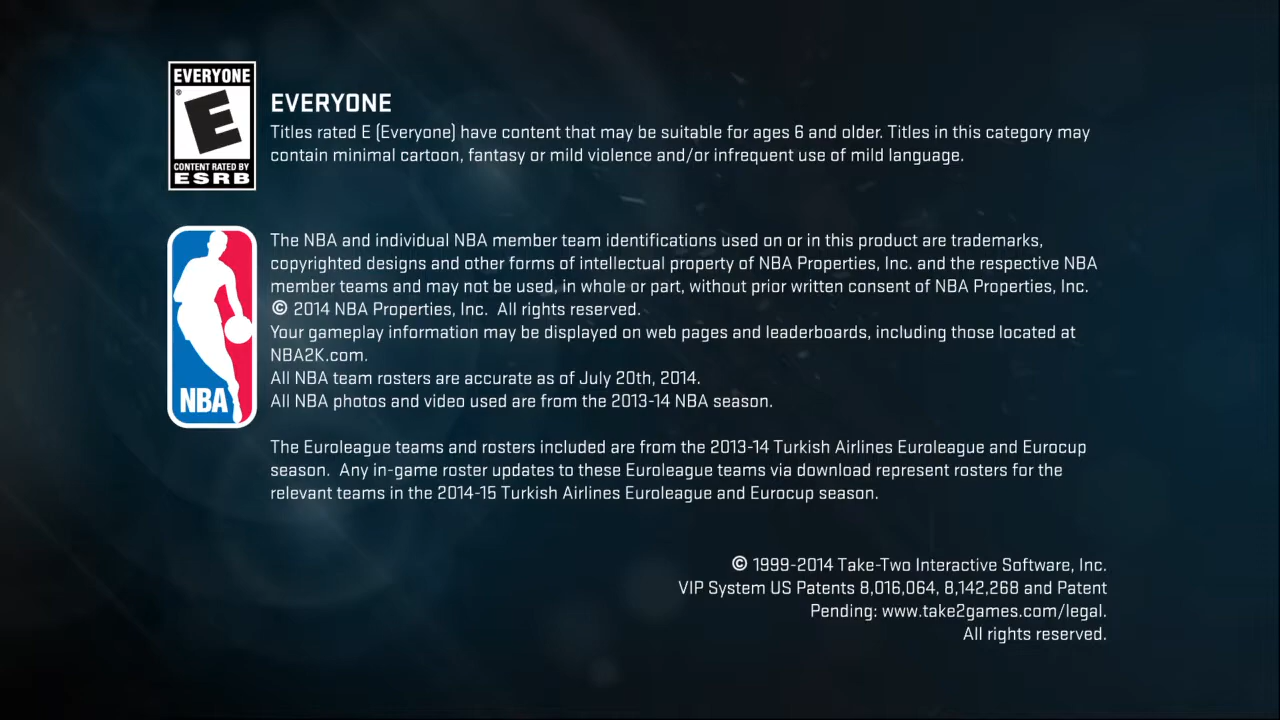 EVERYONE
E
CONTENT RATED BY
ESRB
EVERYONE
Titles rated E (Everyone) have content that may be suitable for ages 6 and older. Titles in this category may
contain minimal cartoon, fantasy or mild violence and/or infrequent use of mild language.
NBA
The NBA and individual NBA member team identifications used on or in this product are trademarks,
copyrighted designs and other forms of intellectual property of NBA Properties, Inc. and the respective NBA
member teams and may not be used, in whole or part, without prior written consent of NBA Properties, Inc.
© 2014 NBA Properties, Inc.  All rights reserved.
Your gameplay information may be displayed on web pages and leaderboards, including those located at
NBA2K.com.
All NBA team rosters are accurate as of July 20th, 2014.
All NBA photos and video used are from the 2013-14 NBA season.
The Euroleague teams and rosters included are from the 2013-14 Turkish Airlines Euroleague and Eurocup
season.  Any in-game roster updates to these Euroleague teams via download represent rosters for the
relevant teams in the 2014-15 Turkish Airlines Euroleague and Eurocup season.
© 1999-2014 Take-Two Interactive Software, Inc.
VIP System US Patents 8,016,064, 8,142,268 and Patent
Pending: www.take2games.com/legal.
All rights reserved.